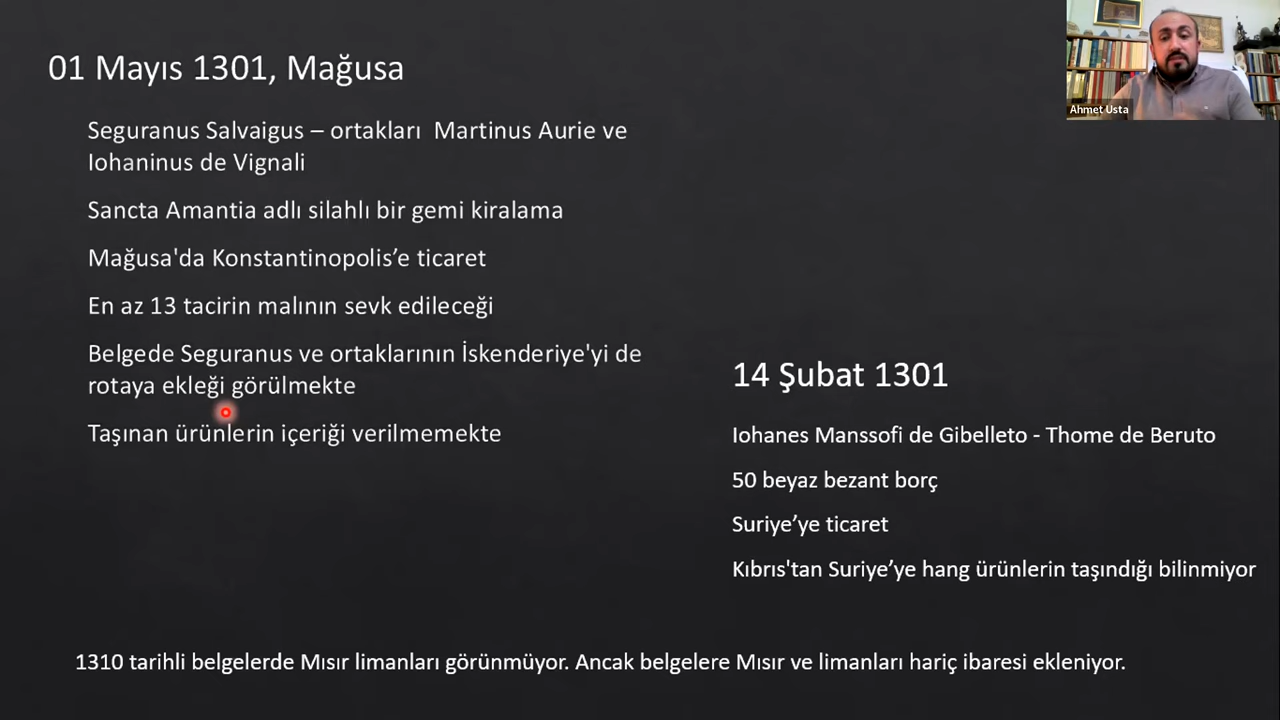 01 Mayıs 1301, Mağusa
Seguranus Salvaigus – ortakları  Martinus Aurie ve
Iohaninus de Vignali
Sancta Amantia adlı silahlı bir gemi kiralama
Mağusa'da Konstantinopolis’e ticaret
En az 13 tacirin malının sevk edileceği
Belgede Seguranus ve ortaklarının İskenderiye'yi de
rotaya ekleği görülmekte
Taşınan ürünlerin içeriği verilmemekte
14 Şubat 1301
Iohanes Manssofi de Gibelleto - Thome de Beruto
50 beyaz bezant borç
Suriye’ye ticaret
Kıbrıs'tan Suriye’ye hang ürünlerin taşındığı bilinmiyor
1310 tarihli belgelerde Mısır limanları görünmüyor. Ancak belgelere Mısır ve limanları hariç ibaresi ekleniyor.
Ahmet Usta